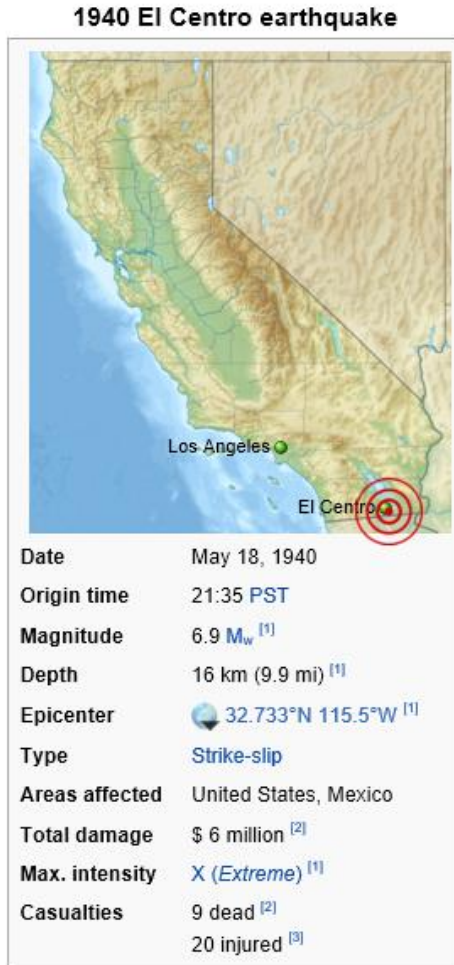 1940 El Centro earthquake
Los Angeles
El Centro
Date May 18, 1940
Origin time 21:35 PST
Magnitude 6.9 Mw [1]
Depth 16 km (9.9 mi) [1]
Epicenter 32.733°N 115.5°W [1]
Type Strike-slip
Areas affected United States, Mexico
Total damage $ 6 million [2]
Max. intensity X (Extreme) [1]
Casualties 9 dead [2]
20 injured [3]